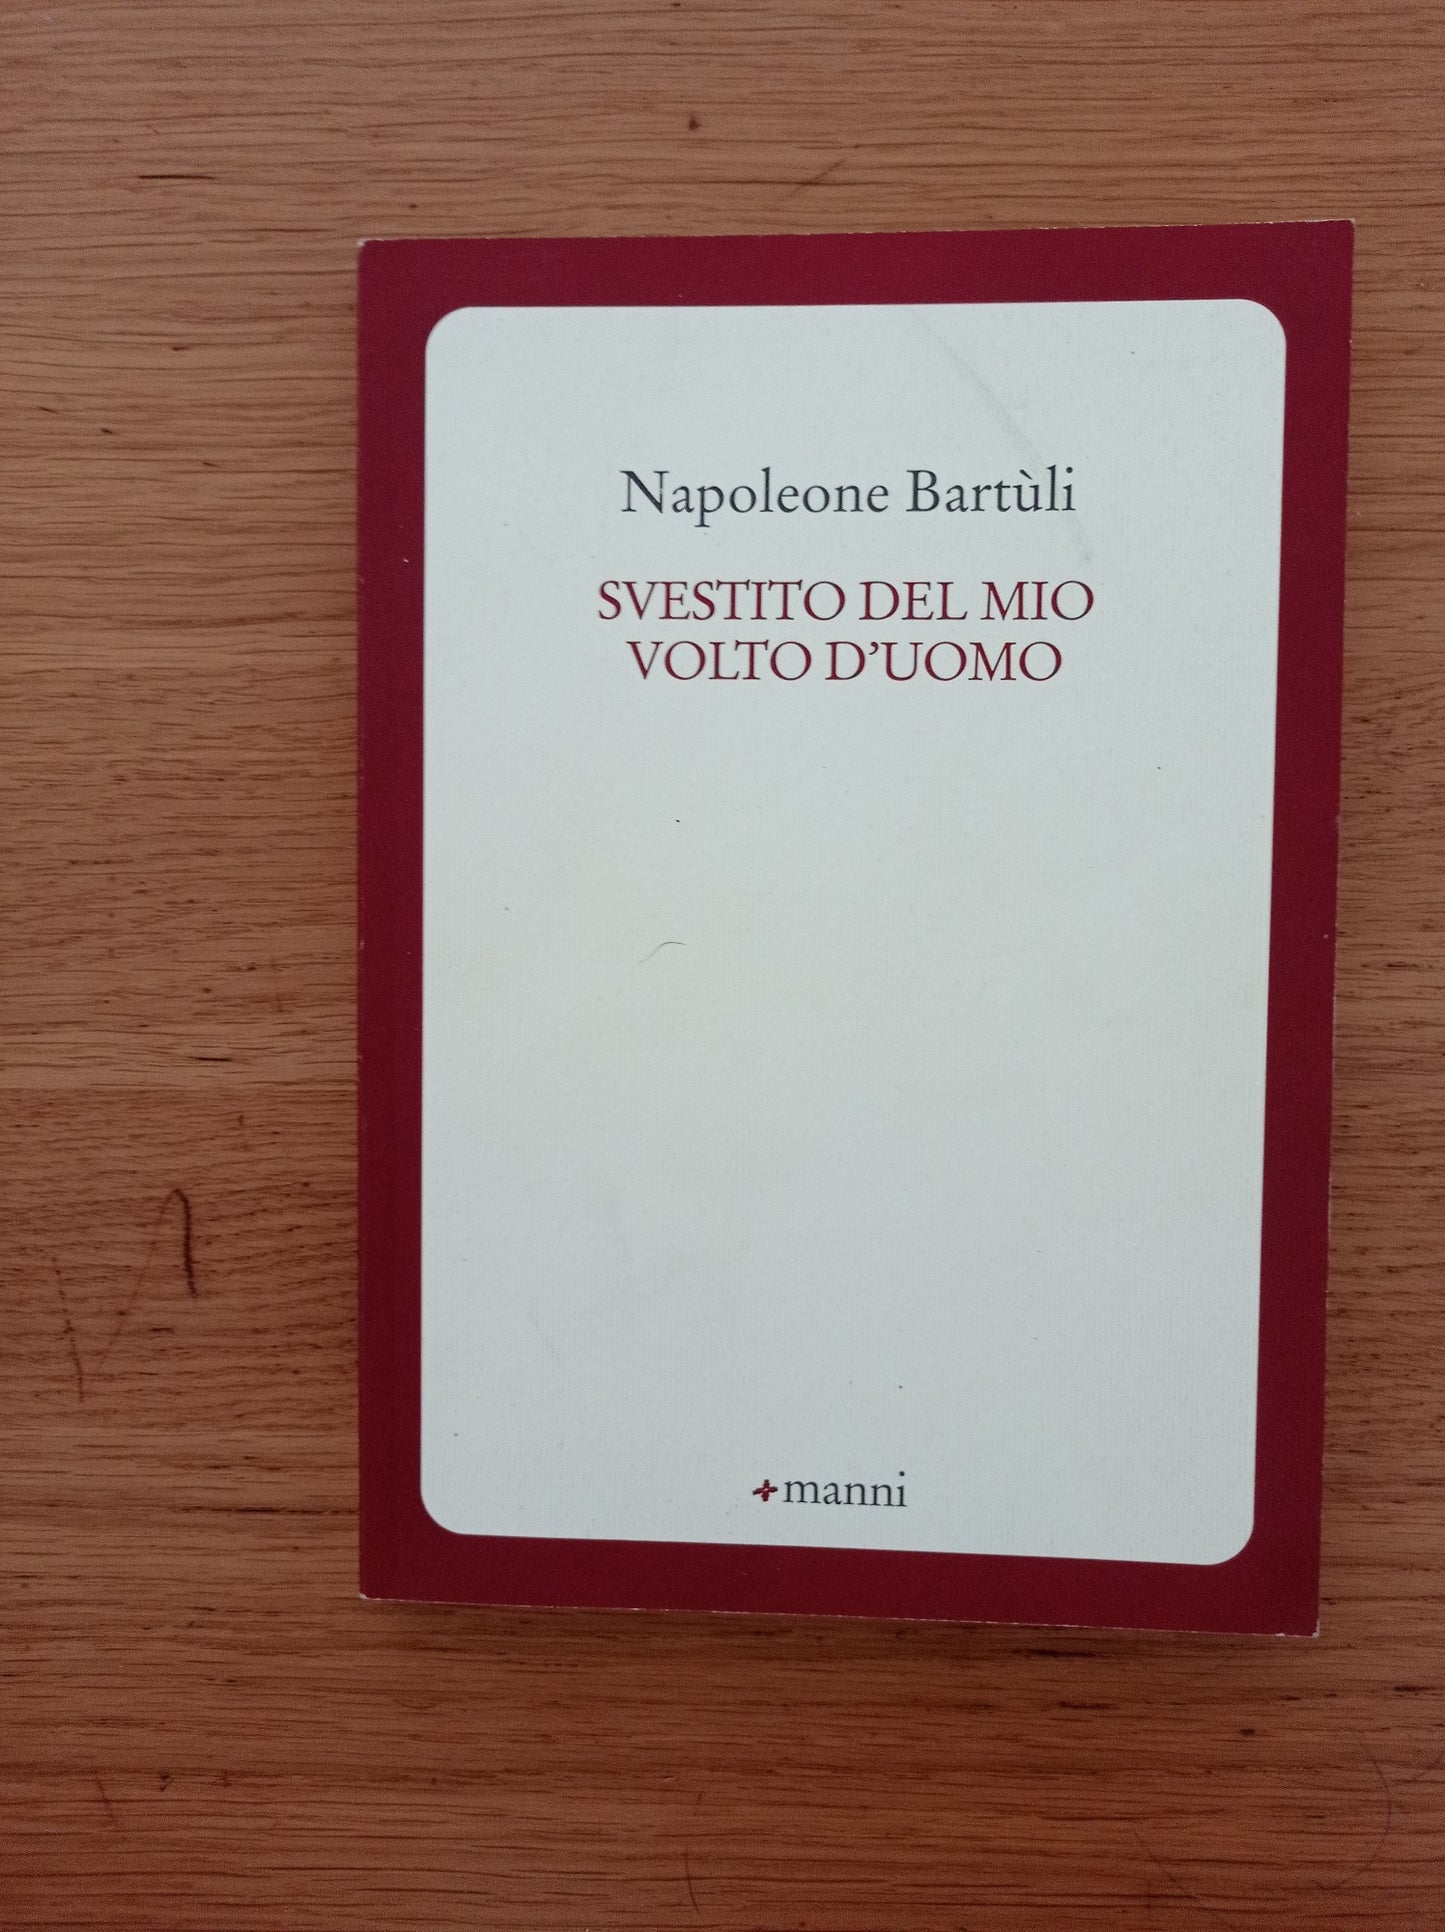 Napoleone Bartùli
SVESTITO DEL MIO
VOLTO D'UOMO
manni